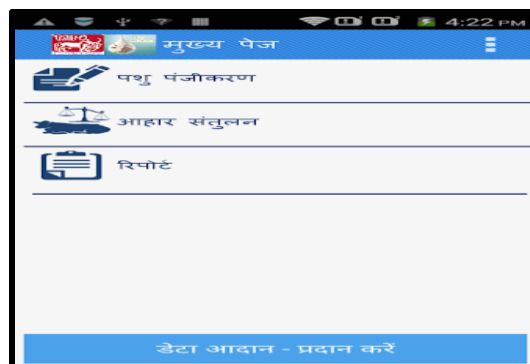 4:22 PM
मुख्य पेज
पशु पंजीकरण
आहार संतुलन
रिपोर्ट
डेटा आदान - प्रदान करें